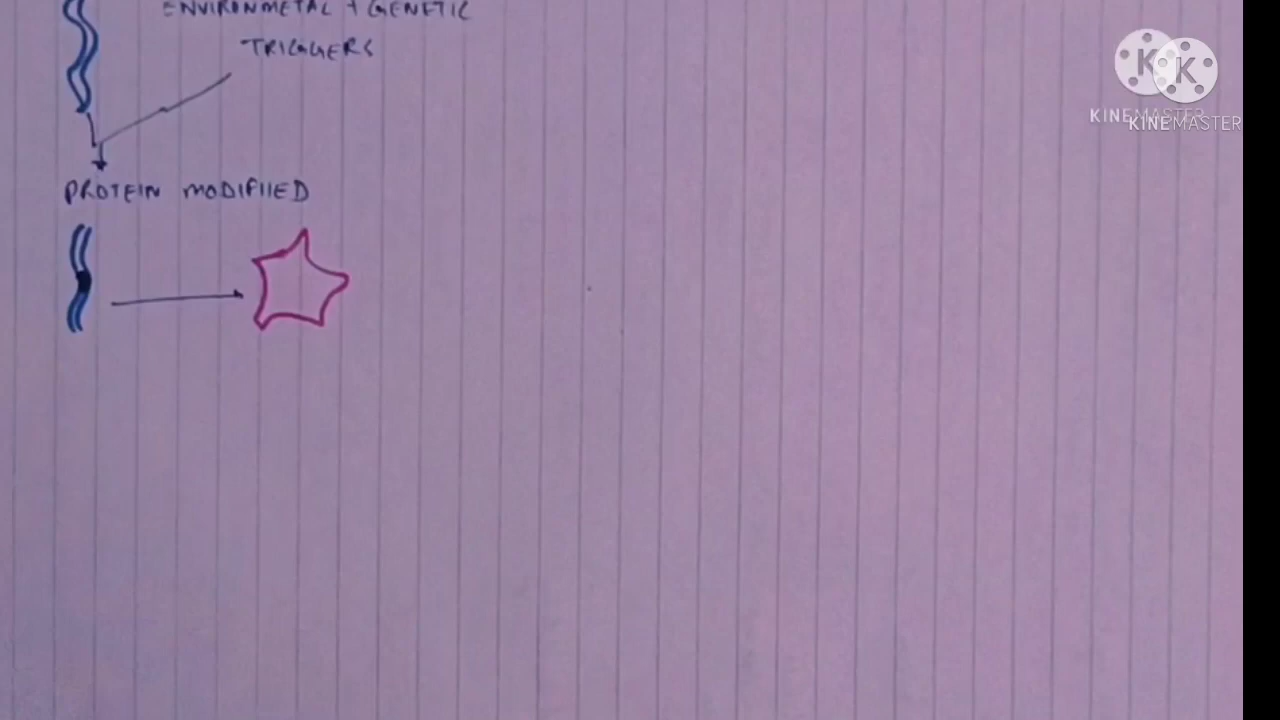 ENVIRONMETAL + GENETIC
TRIGGERS
PROTEIN MODIFIIED
K
K
KINEMASTER
KINEMASTER